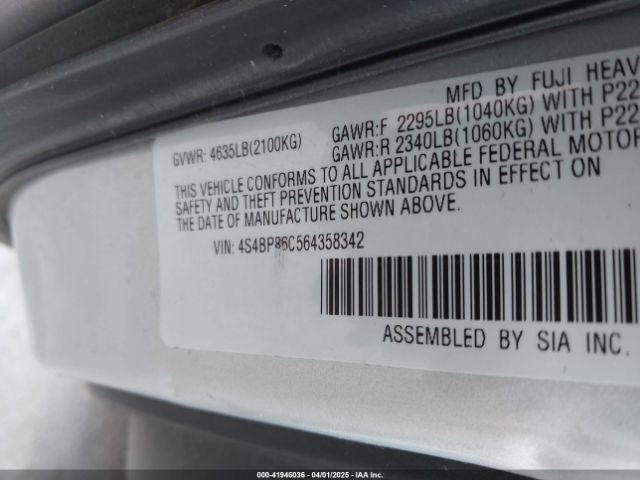 MFD BY FUJI HEAV
GVWR: 4635LB(2100KG) GAWR:F 2295LB(1040KG) WITH P22
GAWR:R 2340LB(1060KG) WITH P22
THIS VEHICLE CONFORMS TO ALL APPLICABLE FEDERAL MOTOR
SAFETY AND THEFT PREVENTION STANDARDS IN EFFECT ON
THE DATE OF MANUFACTURE SHOWN ABOVE.
VIN: 4S4BP86C564358342
ASSEMBLED BY SIA INC.
000-41946036 | 04/01/2025 | IAA Inc.